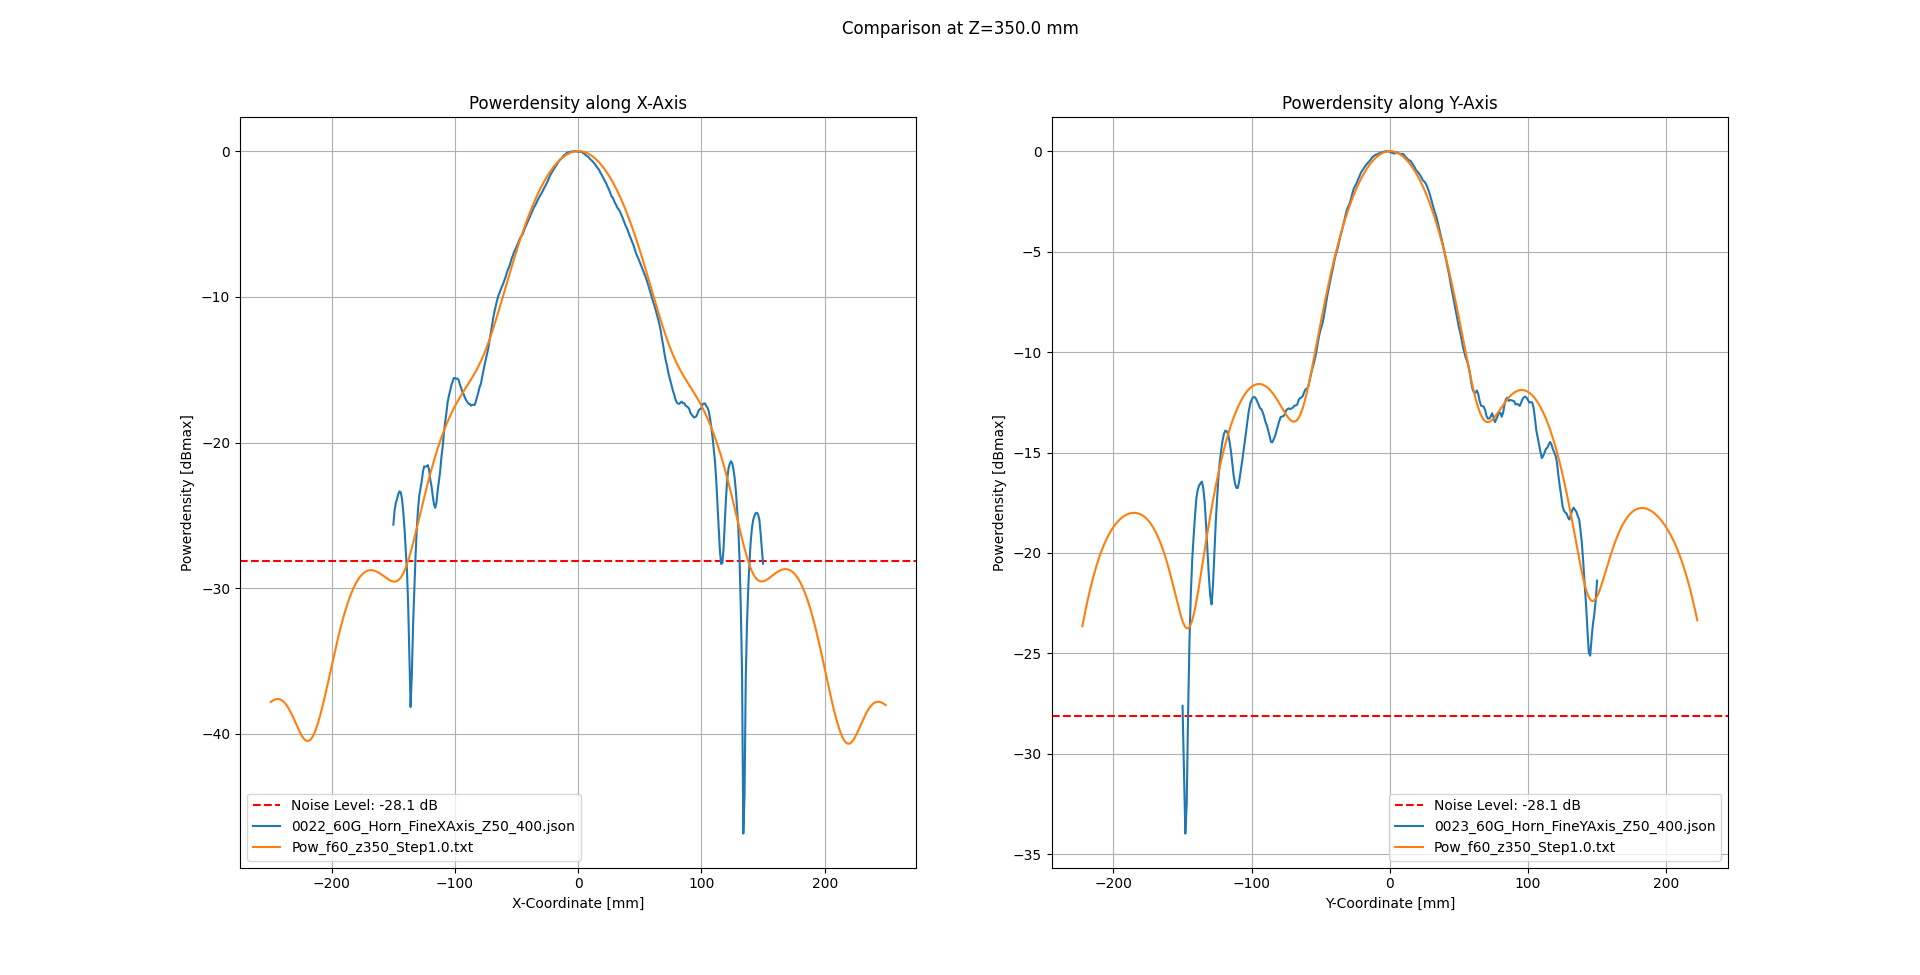 Comparison at Z=350.0 mm
Powerdensity along X-Axis
Powerdensity [dBmax]
0
−10
−20
−30
−40
Noise Level: -28.1 dB
0022_60G_Horn_FineXAxis_Z50_400.json
Pow_f60_z350_Step1.0.txt
−200
−100
0
100
200
X-Coordinate [mm]
Powerdensity along Y-Axis
Powerdensity [dBmax]
0
−5
−10
−15
−20
−25
−30
−35
Noise Level: -28.1 dB
0023_60G_Horn_FineYAxis_Z50_400.json
Pow_f60_z350_Step1.0.txt
−200
−100
0
100
200
Y-Coordinate [mm]